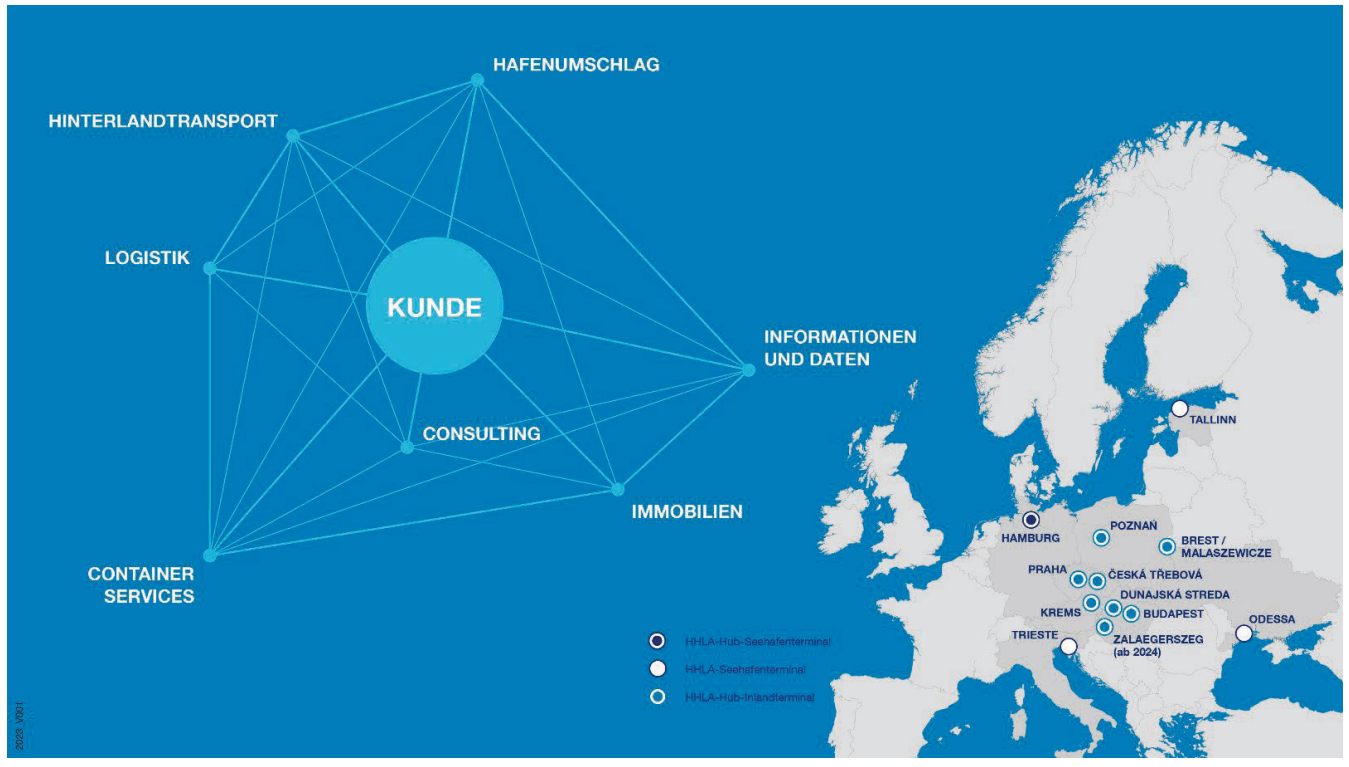 HAFENUMSCHLAG
HINTERLANDTRANSPORT
LOGISTIK
KUNDE
INFORMATIONEN
UND DATEN
CONSULTING
IMMOBILIEN
CONTAINER
SERVICES
TALLINN
HAMBURG
POZNAŃ
BREST /
MALASZEWICZE
PRAHA
ČESKÁ TŘEBOVÁ
DUNAJSKÁ STREDA
KREMS
BUDAPEST
ODESSA
TRIESTE
ZALAEGERSZEG
(ab 2024)
HHLA-Hub-Seehafenterminal
HHLA-Seehafenterminal
HHLA-Hub-Inlandterminal
2023_V001